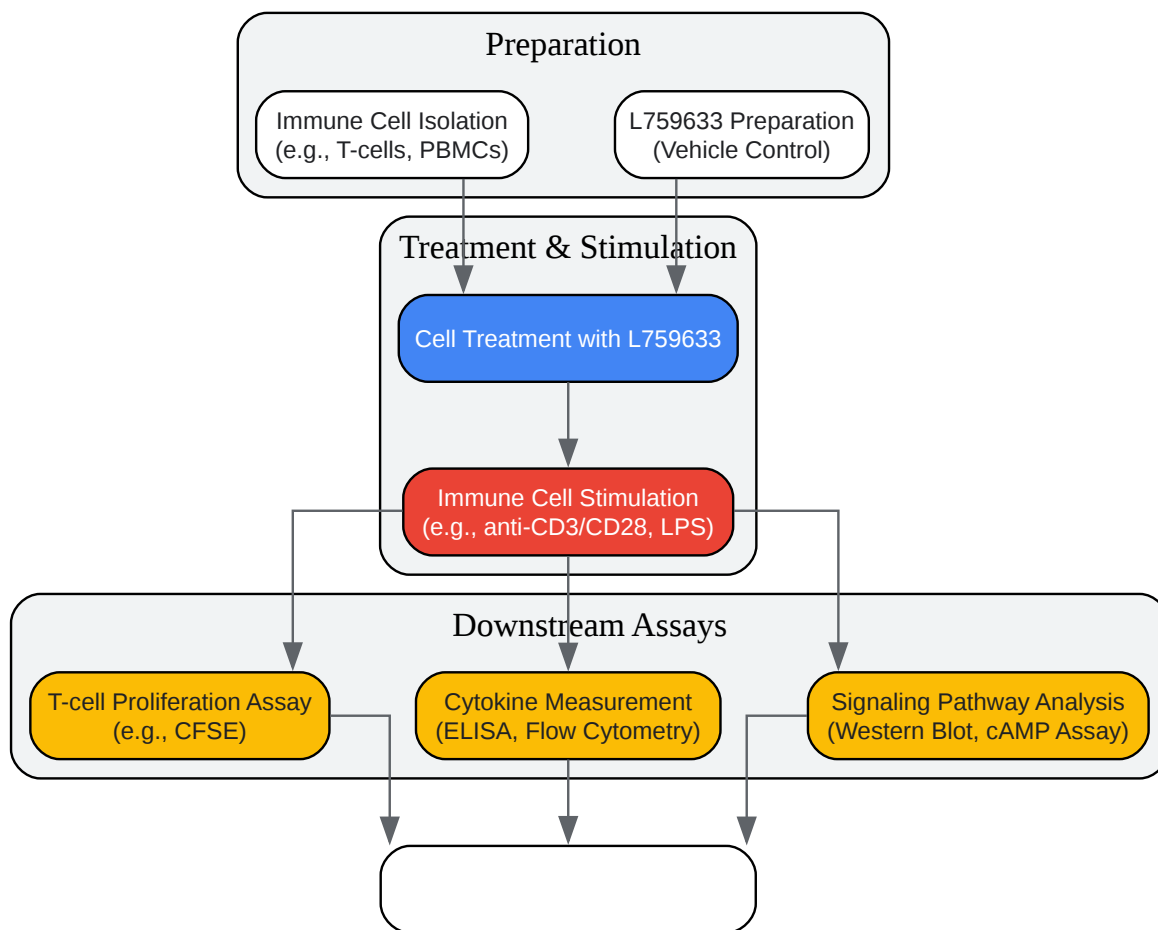 Preparation
Immune Cell Isolation
(e.g., T-cells, PBMCs)
L759633 Preparation
(Vehicle Control)
Treatment & Stimulation
Cell Treatment with L759633
Immune Cell Stimulation
(e.g., anti-CD3/CD28, LPS)
Downstream Assays
T-cell Proliferation Assay
(e.g., CFSE)
Cytokine Measurement
(ELISA, Flow Cytometry)
Signaling Pathway Analysis
(Western Blot, cAMP Assay)